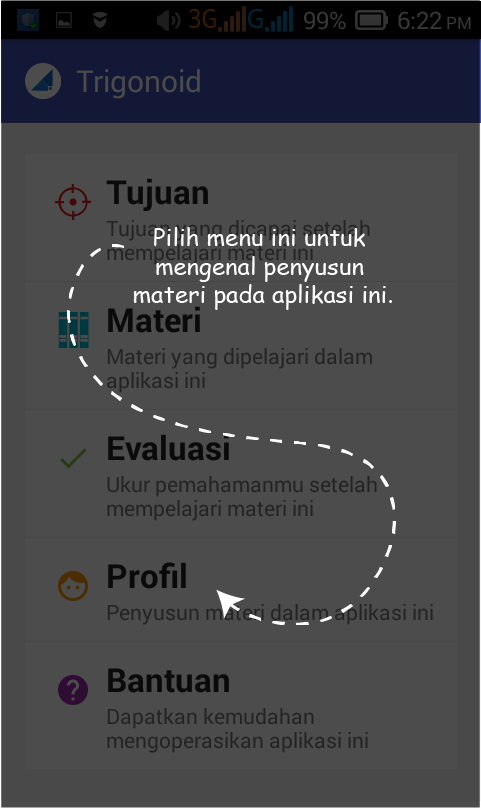 3G G 99% 6:22 PM
Trigonoid
Tujuan
Tujuan yang dicapai setelah
mempelajari materi ini
Pilih menu ini untuk
mengenal penyusun
materi pada aplikasi ini.
Materi
Materi yang dipelajari dalam
aplikasi ini
Evaluasi
Ukur pemahamanmu setelah
mempelajari materi ini
Profil
Penyusun materi dalam aplikasi ini
Bantuan
Dapatkan kemudahan
mengoperasikan aplikasi ini